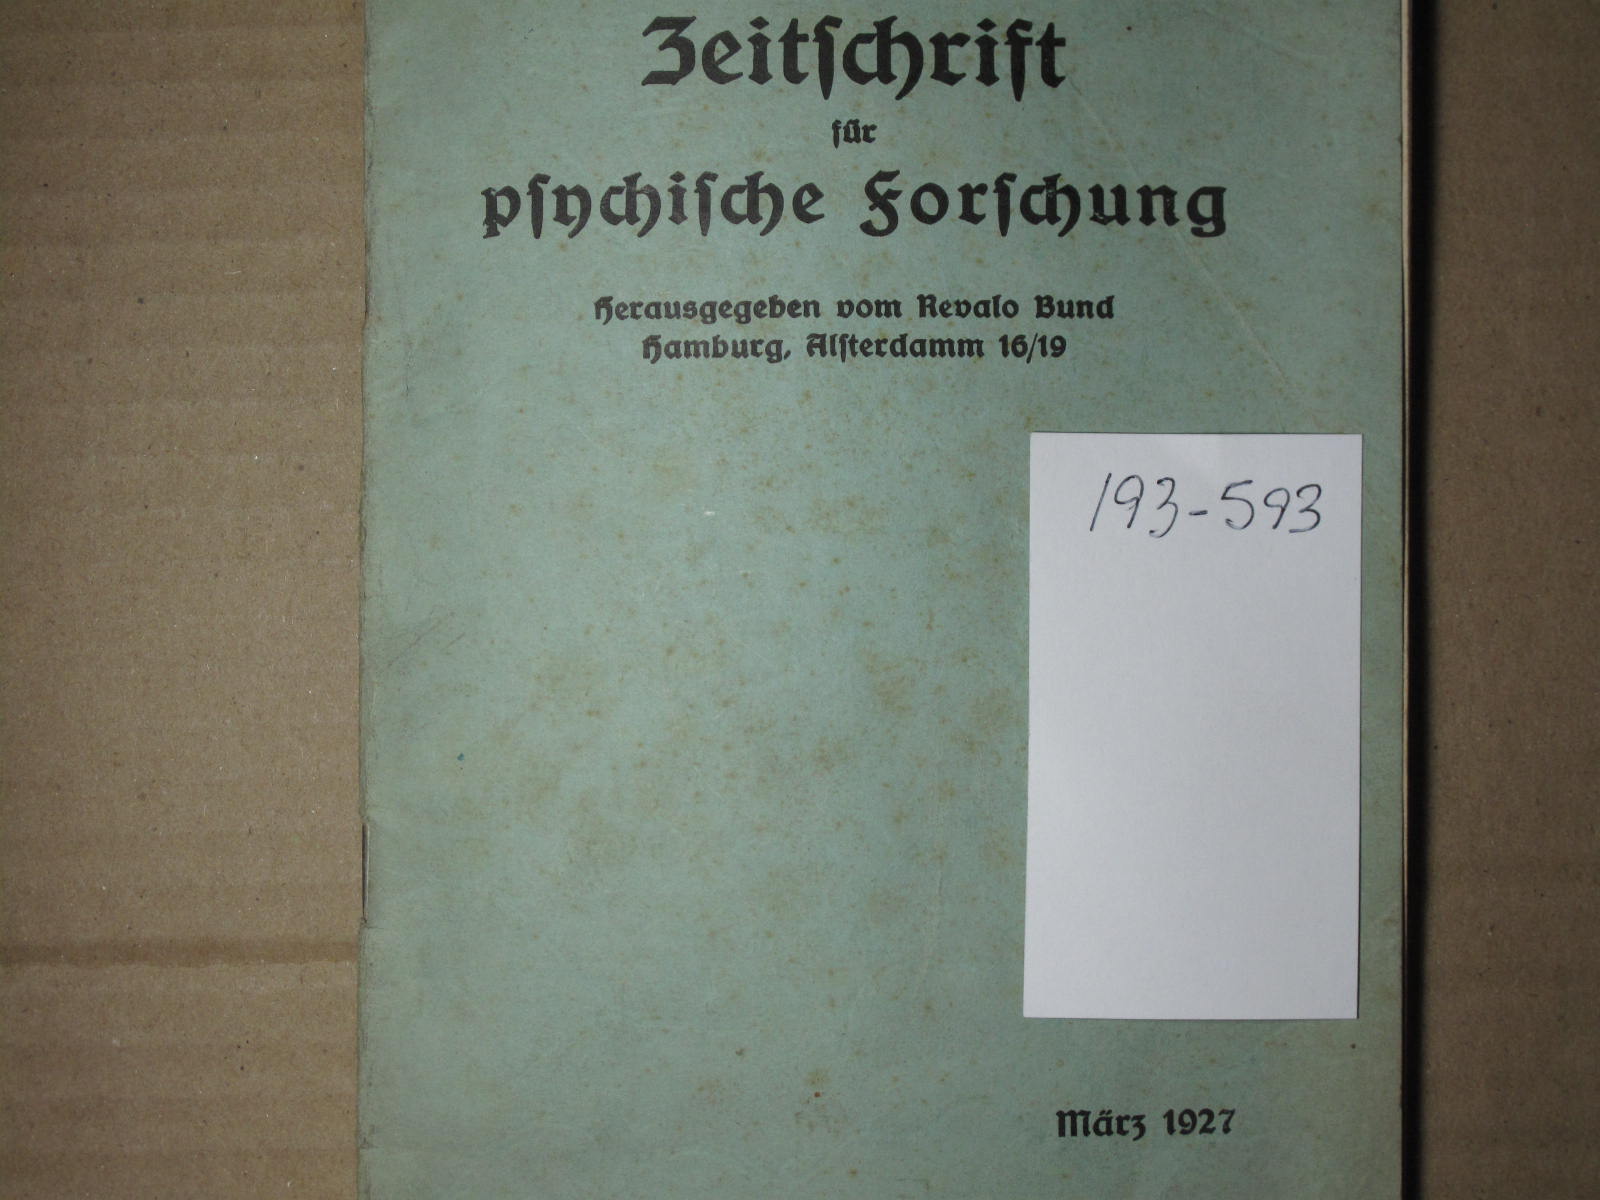 Zeitſchrift
für
pſychiſche Forſchung
Herausgegeben vom Revalo Bund
Hamburg, Alſterdamm 16/19
193-593
März 1927